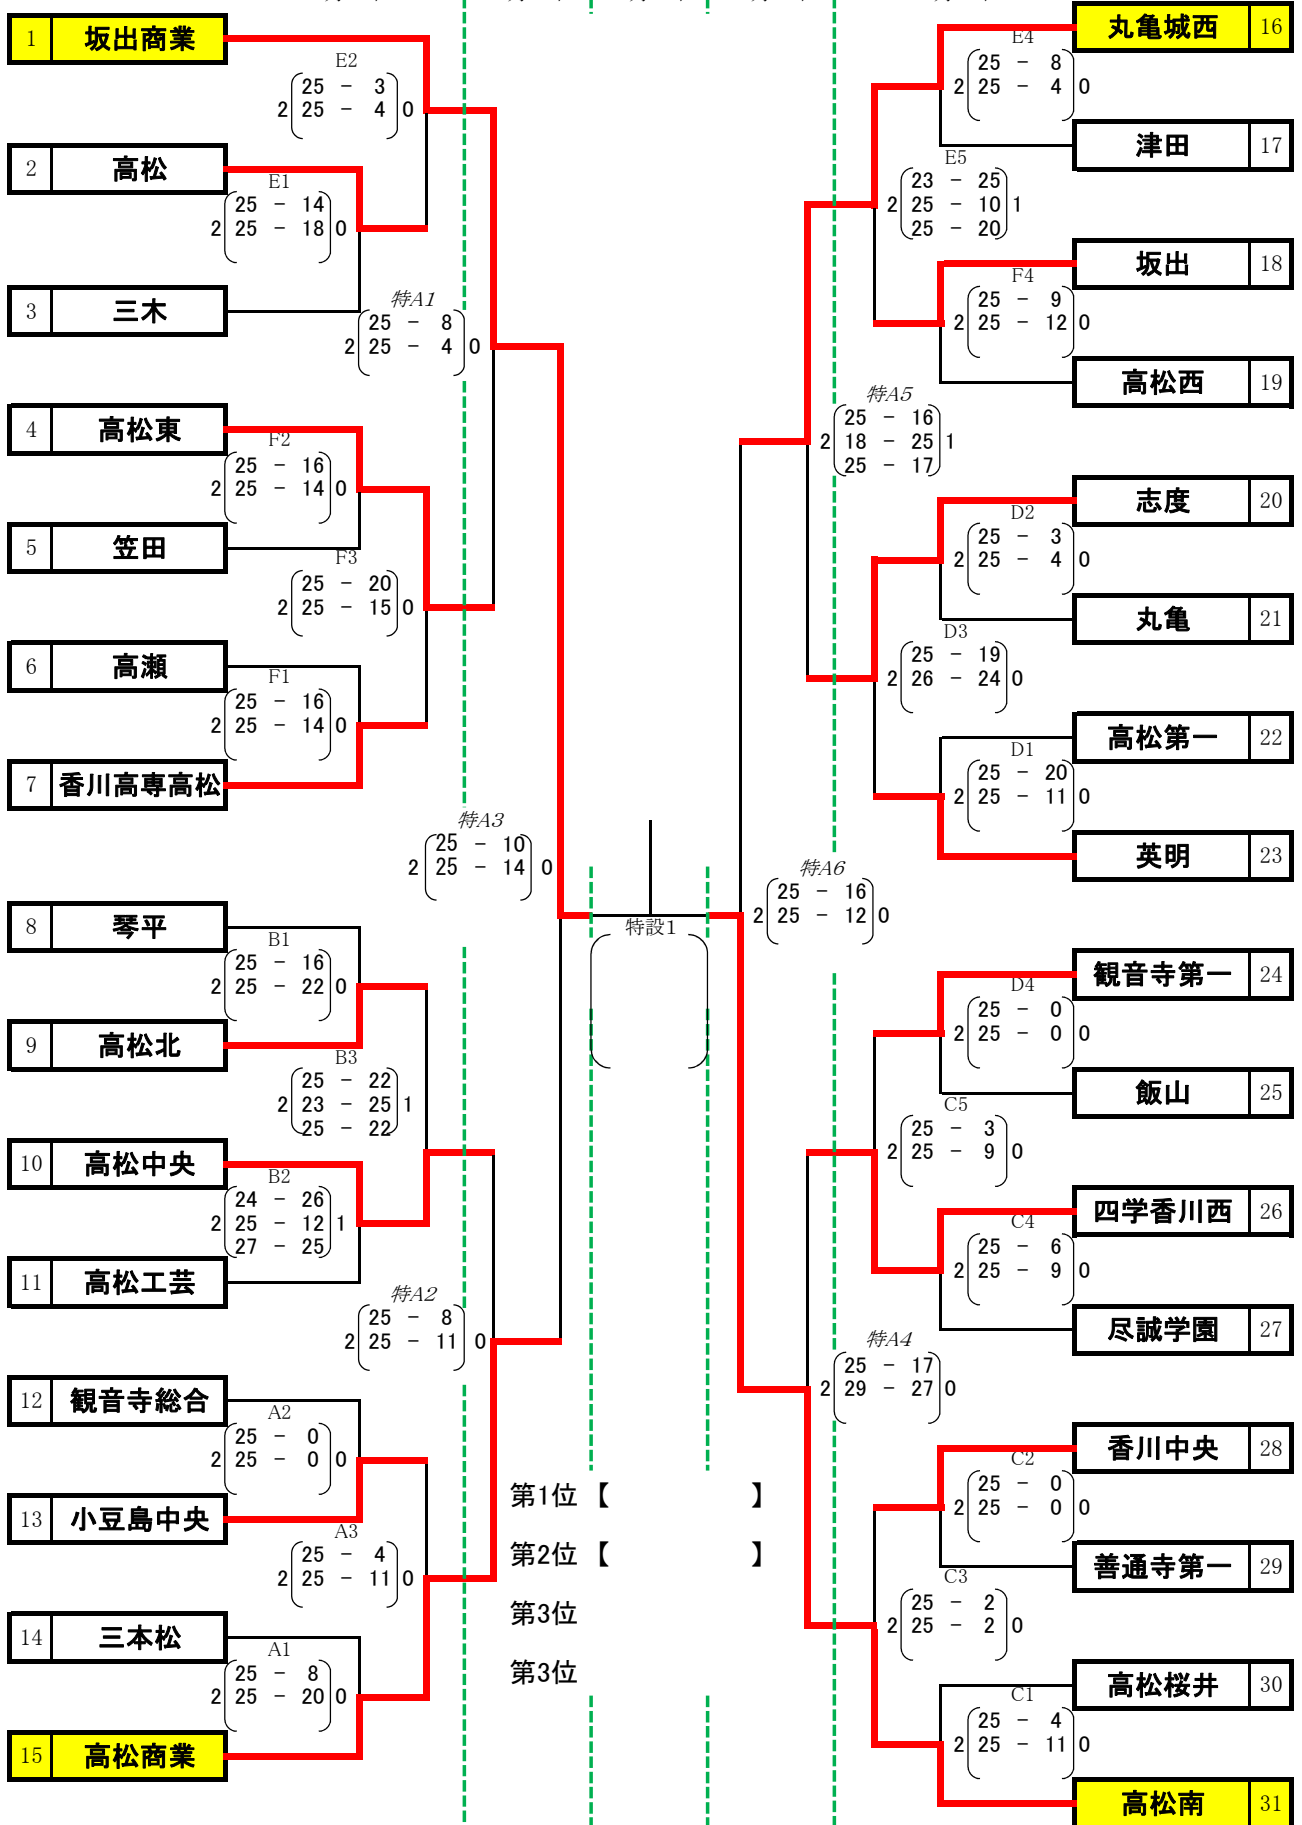 1 坂出商業
E2
25 － 3
2 25 － 4 0
2 高松
E1
25 － 14
2 25 － 18 0
3 三木
特A1
25 － 8
2 25 － 4 0
4 高松東
F2
25 － 16
2 25 － 14 0
5 笠田
F3
25 － 20
2 25 － 15 0
6 高瀬
F1
25 － 16
2 25 － 14 0
7 香川高専高松
特A3
25 － 10
2 25 － 14 0
8 琴平
B1
25 － 16
2 25 － 22 0
9 高松北
B3
25 － 22
2 23 － 25 1
25 － 22
10 高松中央
B2
24 － 26
2 25 － 12 1
27 － 25
11 高松工芸
特A2
25 － 8
2 25 － 11 0
12 観音寺総合
A2
25 － 0
2 25 － 0 0
13 小豆島中央
A3
25 － 4
2 25 － 11 0
14 三本松
A1
25 － 8
2 25 － 20 0
15 高松商業
特設1
第1位【 】
第2位【 】
第3位
第3位
丸亀城西 16
E4
25 － 8
2 25 － 4 0
津田 17
E5
23 － 25
2 25 － 10 1
25 － 20
坂出 18
F4
25 － 9
2 25 － 12 0
高松西 19
特A5
25 － 16
2 18 － 25 1
25 － 17
志度 20
D2
25 － 3
2 25 － 4 0
丸亀 21
D3
25 － 19
2 26 － 24 0
高松第一 22
D1
25 － 20
2 25 － 11 0
英明 23
特A6
25 － 16
2 25 － 12 0
観音寺第一 24
D4
25 － 0
2 25 － 0 0
飯山 25
C5
25 － 3
2 25 － 9 0
四学香川西 26
C4
25 － 6
2 25 － 9 0
尽誠学園 27
特A4
25 － 17
2 29 － 27 0
香川中央 28
C2
25 － 0
2 25 － 0 0
善通寺第一 29
C3
25 － 2
2 25 － 2 0
高松桜井 30
C1
25 － 4
2 25 － 11 0
高松南 31